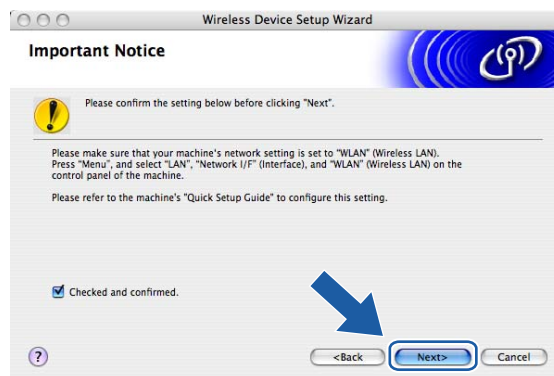 Wireless Device Setup Wizard
Important Notice
Please confirm the setting below before clicking "Next".
Please make sure that your machine's network setting is set to "WLAN" (Wireless LAN).
Press "Menu", and select "LAN", "Network I/F" (Interface), and "WLAN" (Wireless LAN) on the
control panel of the machine.
Please refer to the machine's "Quick Setup Guide" to configure this setting.
Checked and confirmed.
?
<Back
Next>
Cancel